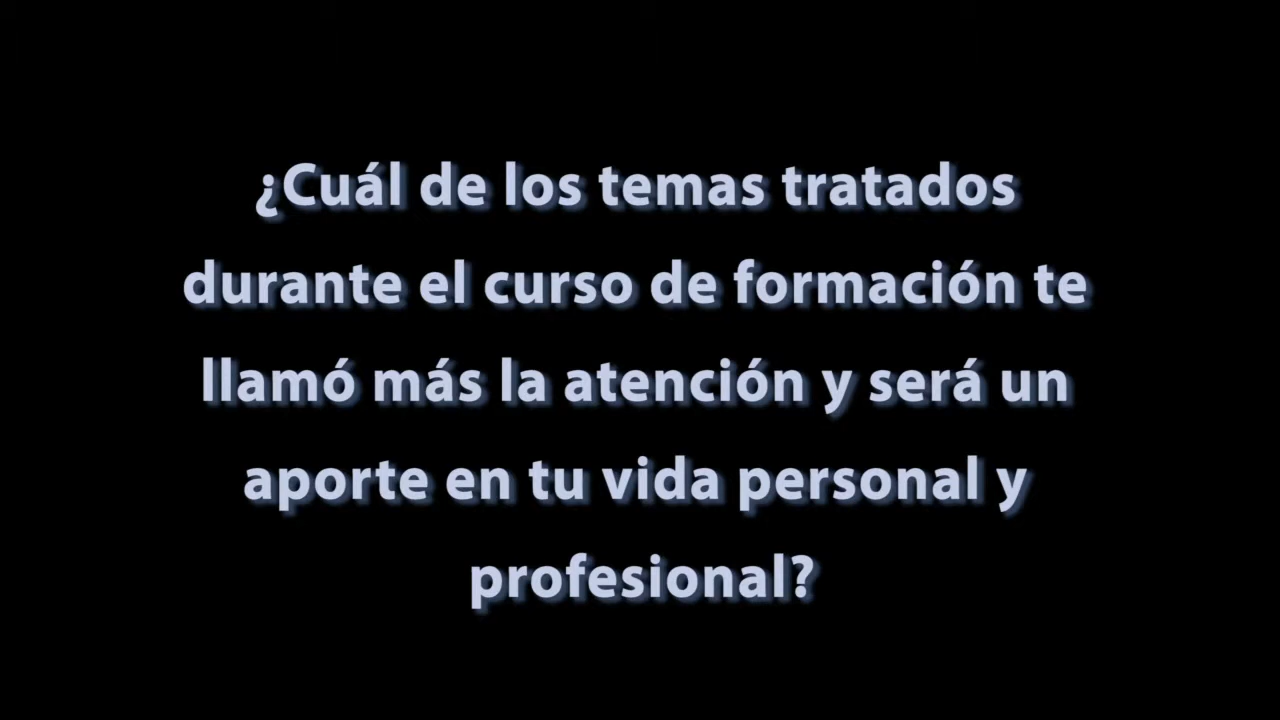 ¿Cuál de los temas tratados
durante el curso de formación te
llamó más la atención y será un
aporte en tu vida personal y
profesional?